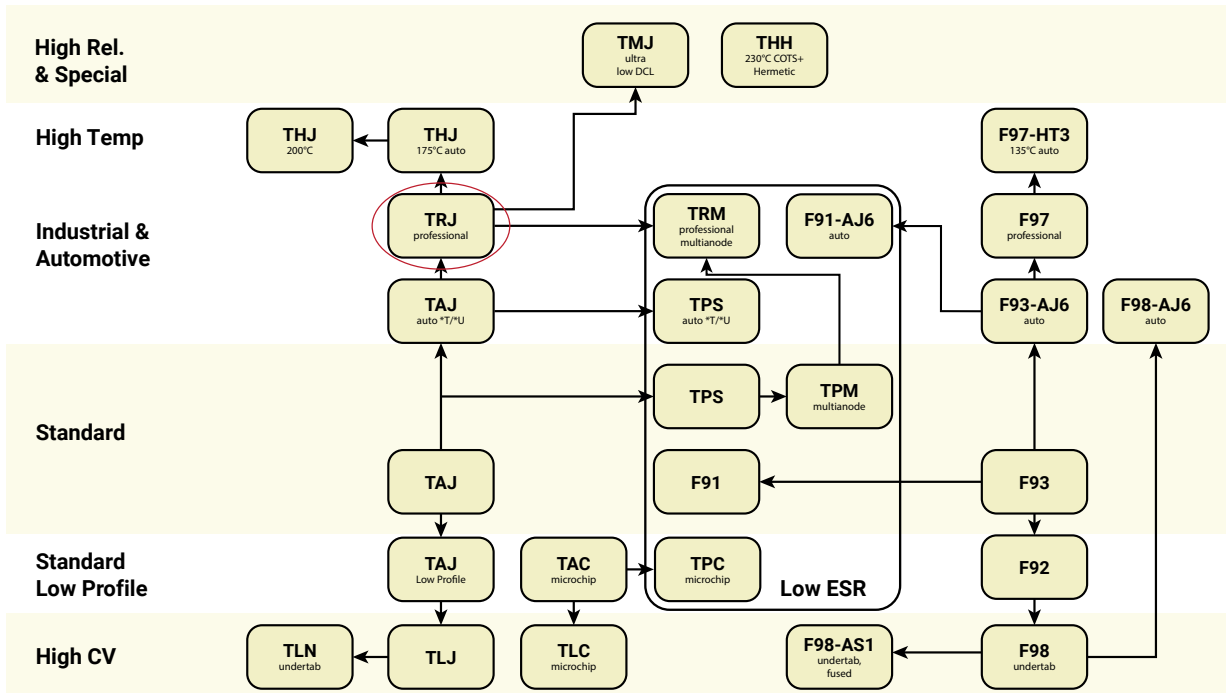 High Rel.
& Special
TMJ
ultra
low DCL
THH
230°C COTS+
Hermetic
High Temp
THJ
200°C
THJ
175°C auto
F97-HT3
135°C auto
Industrial &
Automotive
TRJ
professional
TRM
professional
multianode
F91-AJ6
auto
F97
professional
TAJ
auto *T/*U
TPS
auto *T/*U
F93-AJ6
auto
F98-AJ6
auto
Standard
TPS
TPM
multianode
TAJ
F91
F93
Standard
Low Profile
TAJ
Low Profile
TAC
microchip
TPC
microchip
Low ESR
F92
High CV
TLN
undertab
TLJ
TLC
microchip
F98-AS1
undertab,
fused
F98
undertab